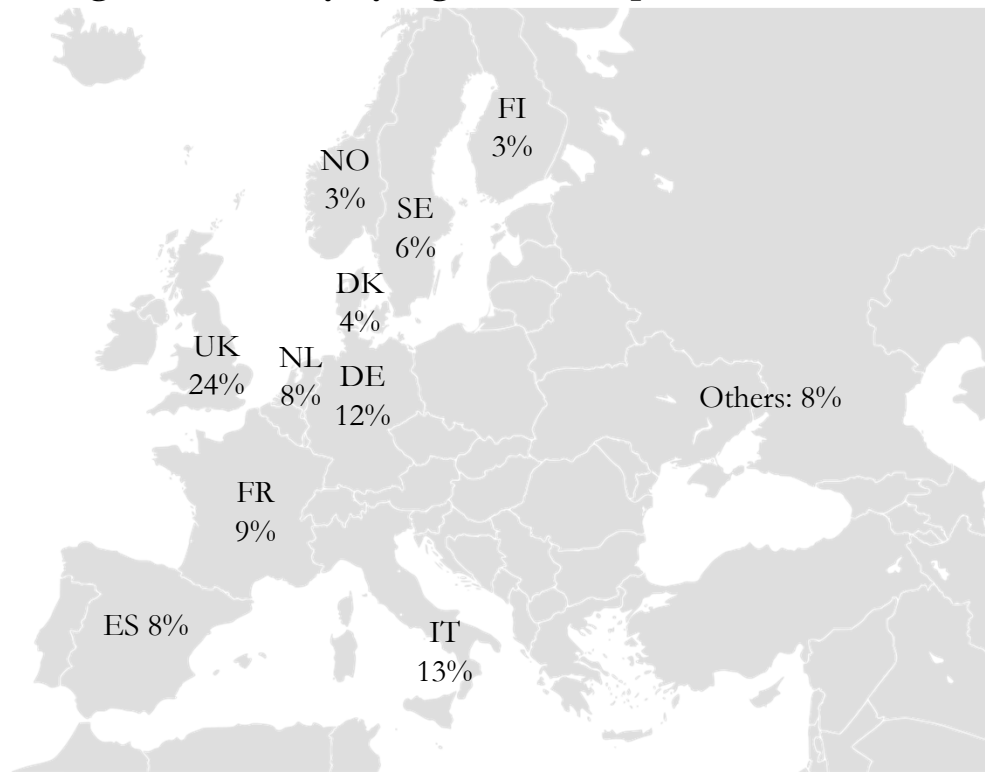 FI
3%
NO
3%
SE
6%
DK
4%
UK
24%
NL
8%
DE
12%
Others: 8%
FR
9%
ES 8%
IT
13%